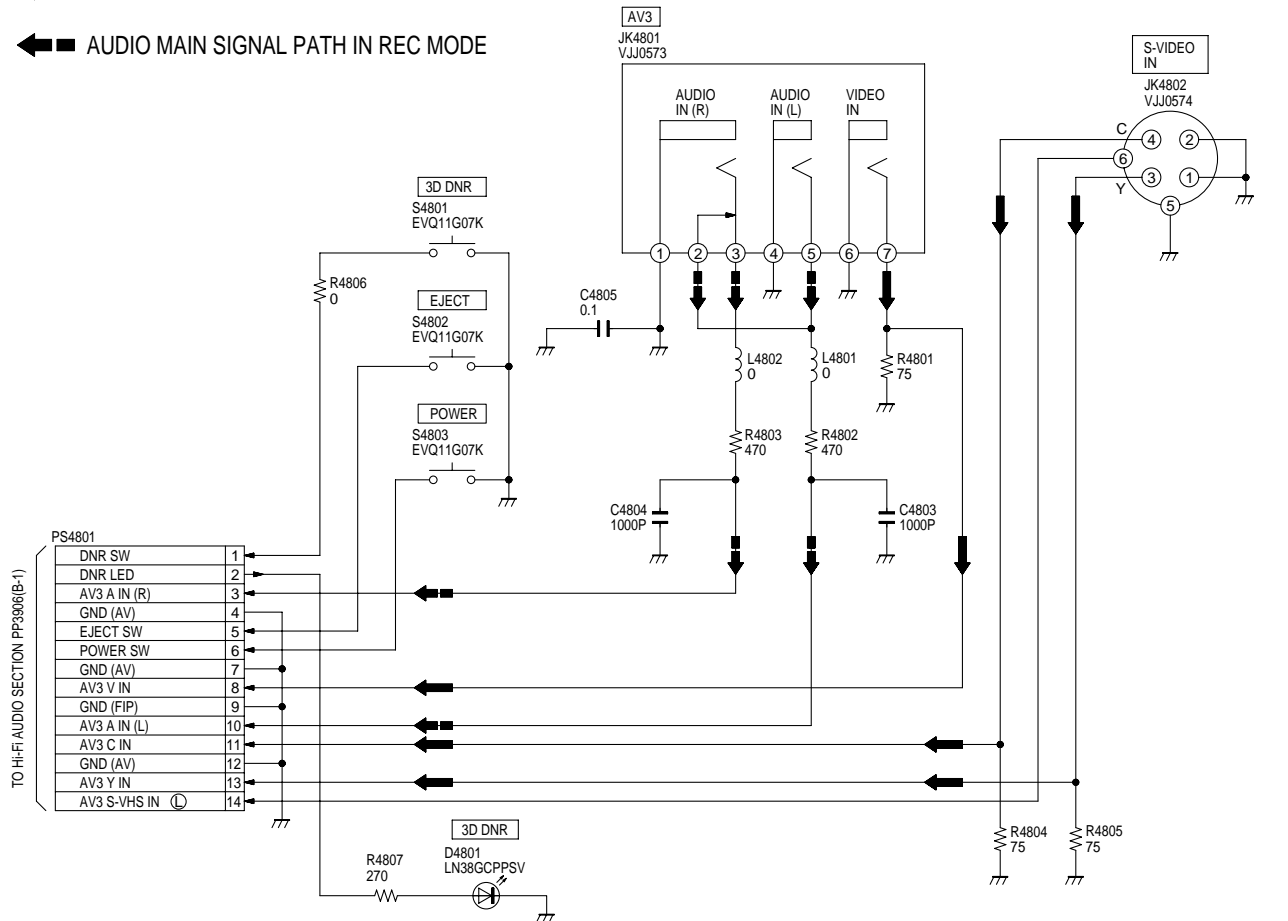 AUDIO MAIN SIGNAL PATH IN REC MODE
AV3
JK4801
VJJ0573
AUDIO
IN (R)
AUDIO
IN (L)
VIDEO
IN
1
2
3
4
5
6
7
S-VIDEO
IN
JK4802
VJJ0574
C
4
2
6
3
1
Y
5
3D DNR
S4801
EVQ11G07K
R4806
0
EJECT
S4802
EVQ11G07K
POWER
S4803
EVQ11G07K
C4805
0.1
L4802
0
L4801
0
R4801
75
R4803
470
R4802
470
C4804
1000P
C4803
1000P
PS4801
DNR SW 1
DNR LED 2
AV3 A IN (R) 3
GND (AV) 4
EJECT SW 5
POWER SW 6
GND (AV) 7
AV3 V IN 8
GND (FIP) 9
AV3 A IN (L) 10
AV3 C IN 11
GND (AV) 12
AV3 Y IN 13
AV3 S-VHS IN Ⓛ 14
TO Hi-Fi AUDIO SECTION PP3906(B-1)
R4804
75
R4805
75
3D DNR
D4801
LN38GCPPSV
R4807
270